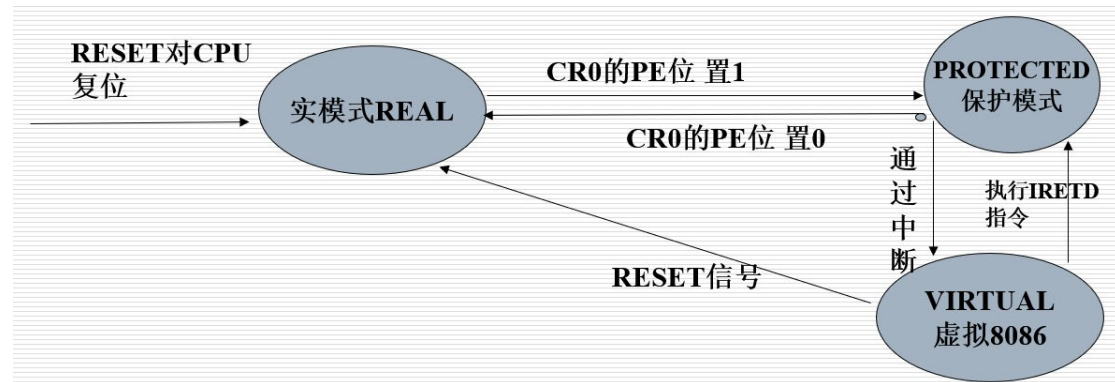 RESET对CPU
复位
实模式REAL
CR0的PE位 置1
CR0的PE位 置0
PROTECTED
保护模式
通
过
中
断
执行IRETD
指令
RESET信号
VIRTUAL
虚拟8086